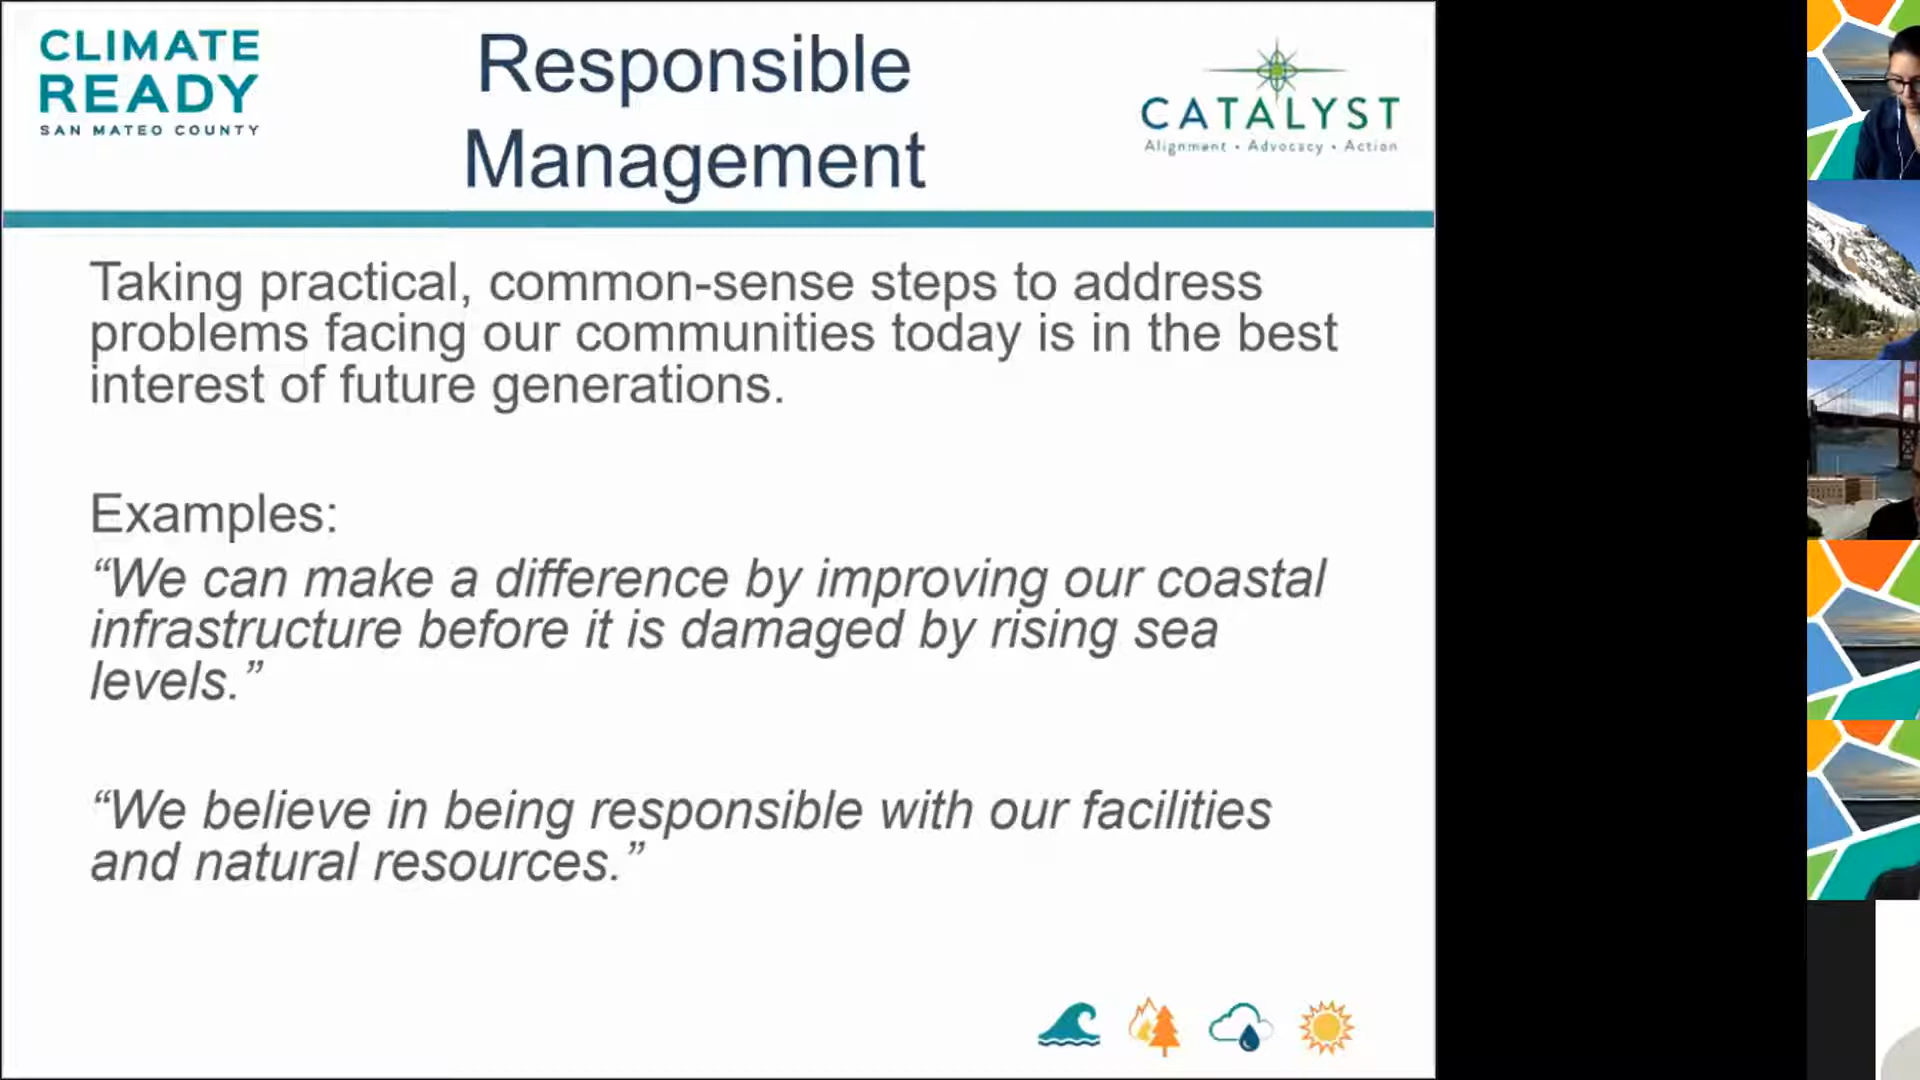 CLIMATE
READY
SAN MATEO COUNTY
Responsible
Management
CATALYST
Alignment • Advocacy • Action
Taking practical, common-sense steps to address
problems facing our communities today is in the best
interest of future generations.
Examples:
“We can make a difference by improving our coastal
infrastructure before it is damaged by rising sea
levels.”
“We believe in being responsible with our facilities
and natural resources.”